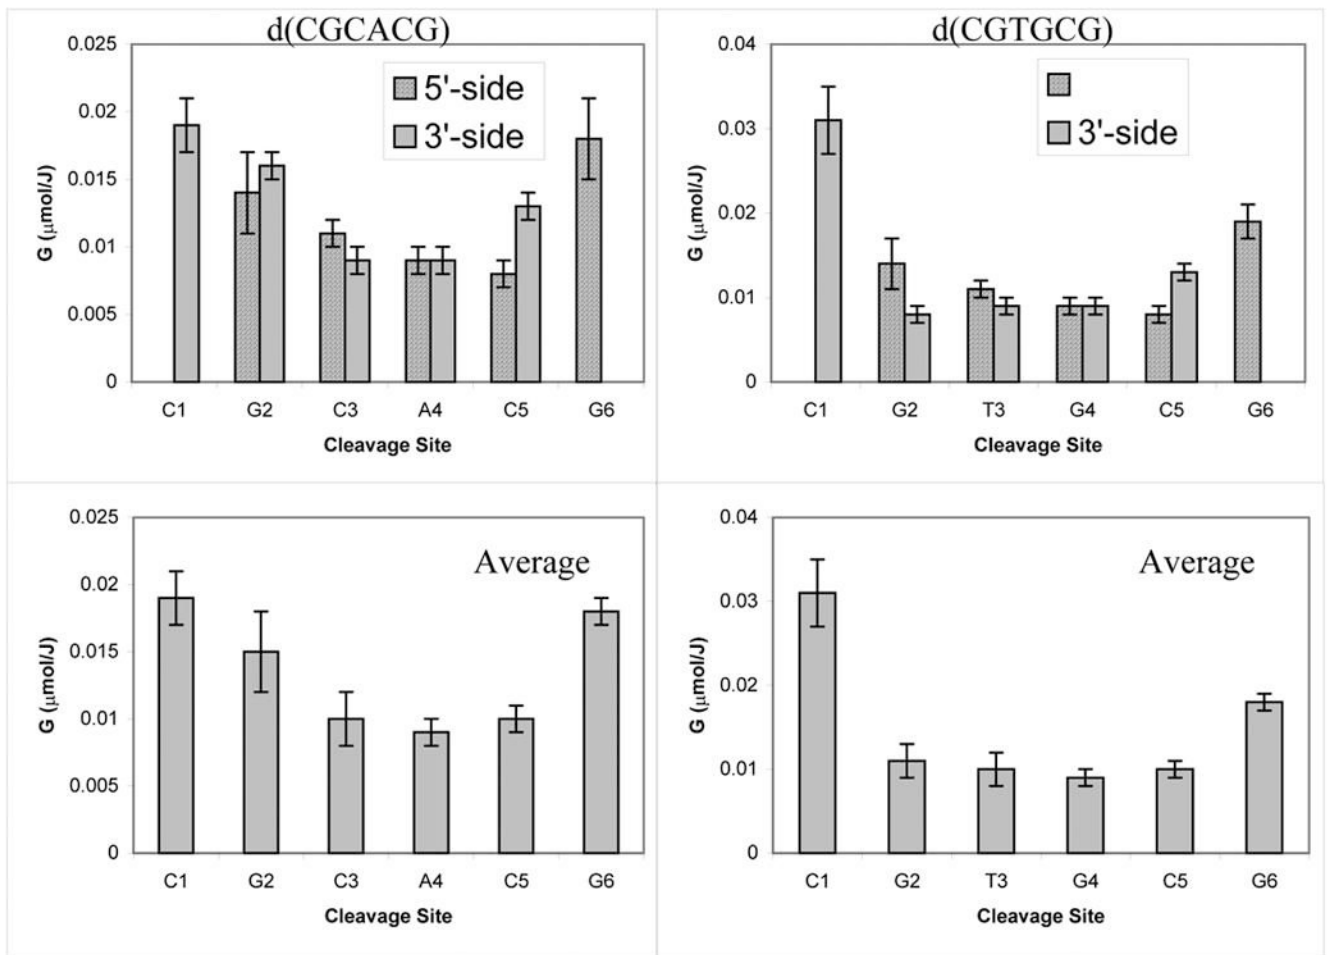 d(CGCACG)
0.025
0.02
0.015
0.01
0.005
0
G (μmol/J)
5'-side
3'-side
C1 G2 C3 A4 C5 G6
Cleavage Site
d(CGTGCG)
0.04
0.03
0.02
0.01
0
G (μmol/J)
3'-side
C1 G2 T3 G4 C5 G6
Cleavage Site
0.025
0.02
0.015
0.01
0.005
0
G (μmol/J)
Average
C1 G2 C3 A4 C5 G6
Cleavage Site
0.04
0.03
0.02
0.01
0
G (μmol/J)
Average
C1 G2 T3 G4 C5 G6
Cleavage Site